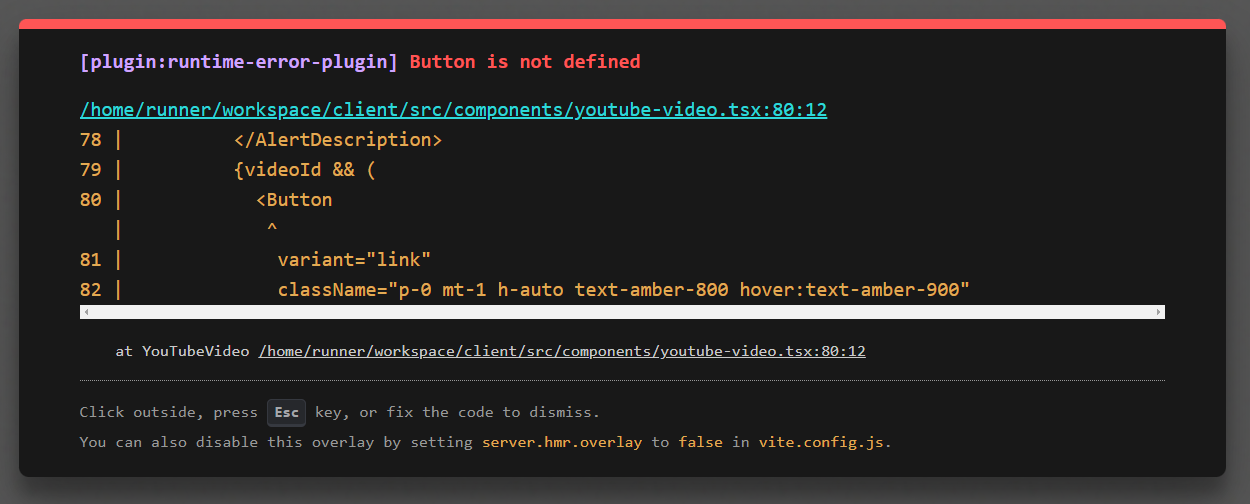 [plugin:runtime-error-plugin] Button is not defined
/home/runner/workspace/client/src/components/youtube-video.tsx:80:12
78 |          </AlertDescription>
79 |          {videoId && (
80 |            <Button
   |             ^
81 |              variant="link"
82 |              className="p-0 mt-1 h-auto text-amber-800 hover:text-amber-900"
at YouTubeVideo /home/runner/workspace/client/src/components/youtube-video.tsx:80:12
Click outside, press Esc key, or fix the code to dismiss.
You can also disable this overlay by setting server.hmr.overlay to false in vite.config.js.